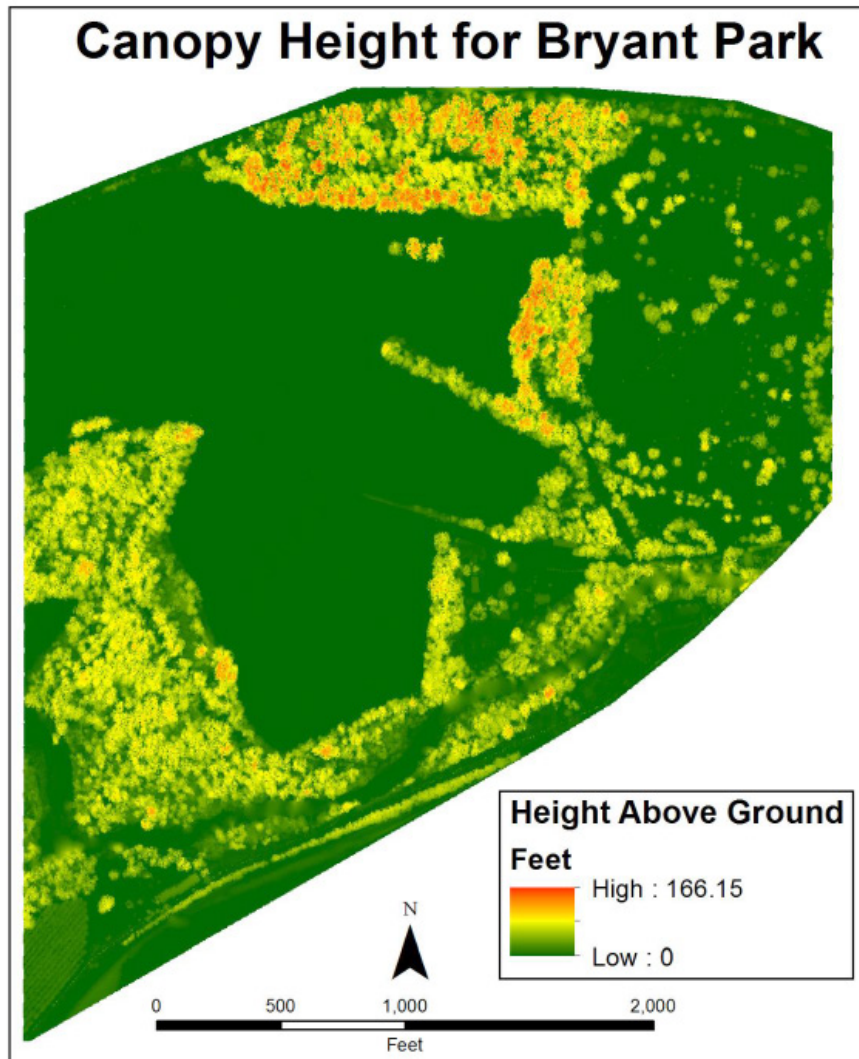 Canopy Height for Bryant Park
Height Above Ground
Feet
High : 166.15
Low : 0
N
0 500 1,000 2,000
Feet